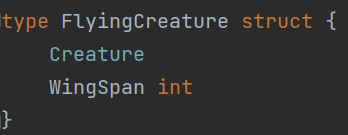 type FlyingCreature struct {
Creature
WingSpan int
}